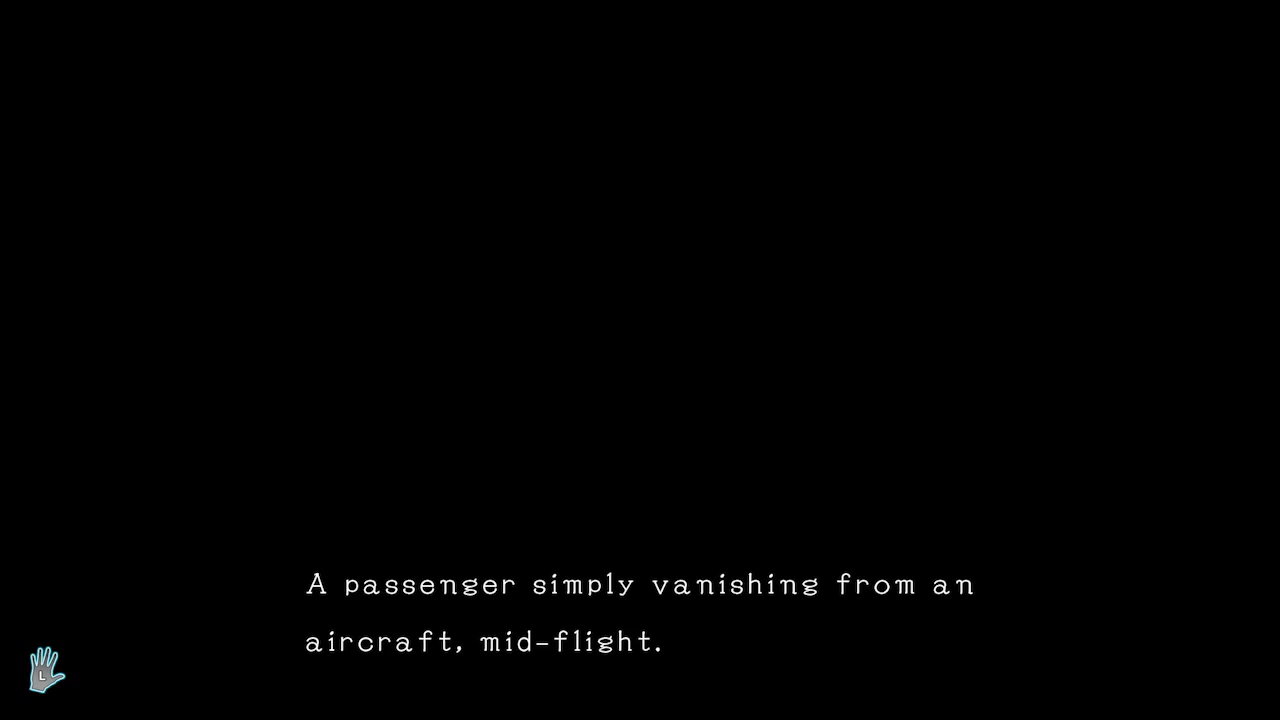 A passenger simply vanishing from an
aircraft, mid-flight.
L